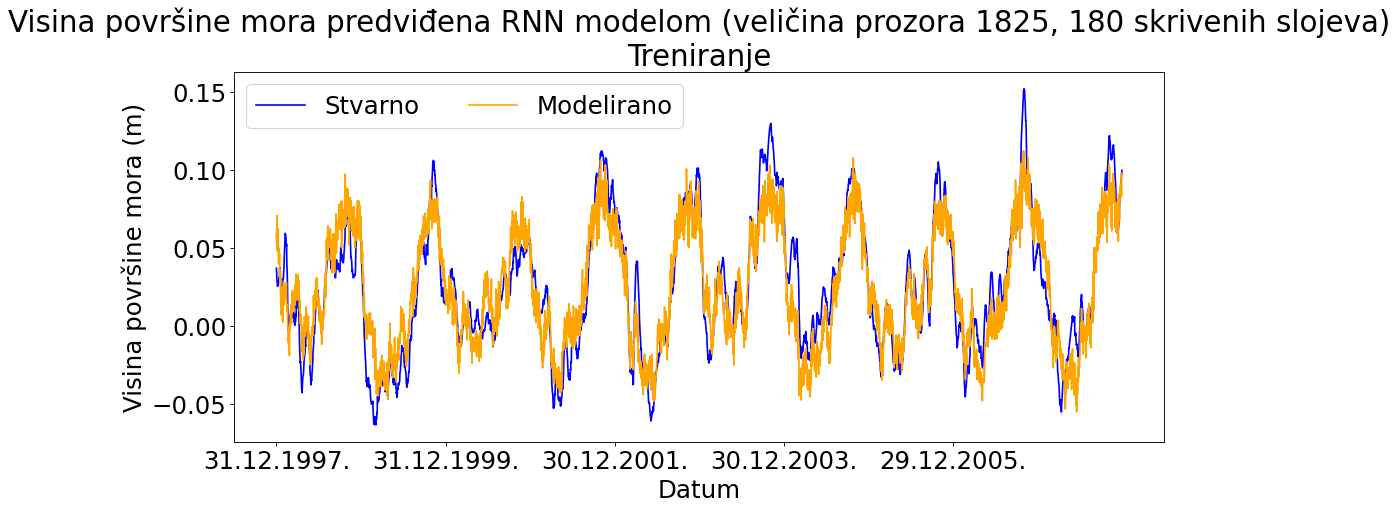 Visina površine mora predviđena RNN modelom (veličina prozora 1825, 180 skrivenih slojeva)
Treniranje
Stvarno Modelirano
Visina površine mora (m)
0.15
0.10
0.05
0.00
−0.05
31.12.1997. 31.12.1999. 30.12.2001. 30.12.2003. 29.12.2005.
Datum